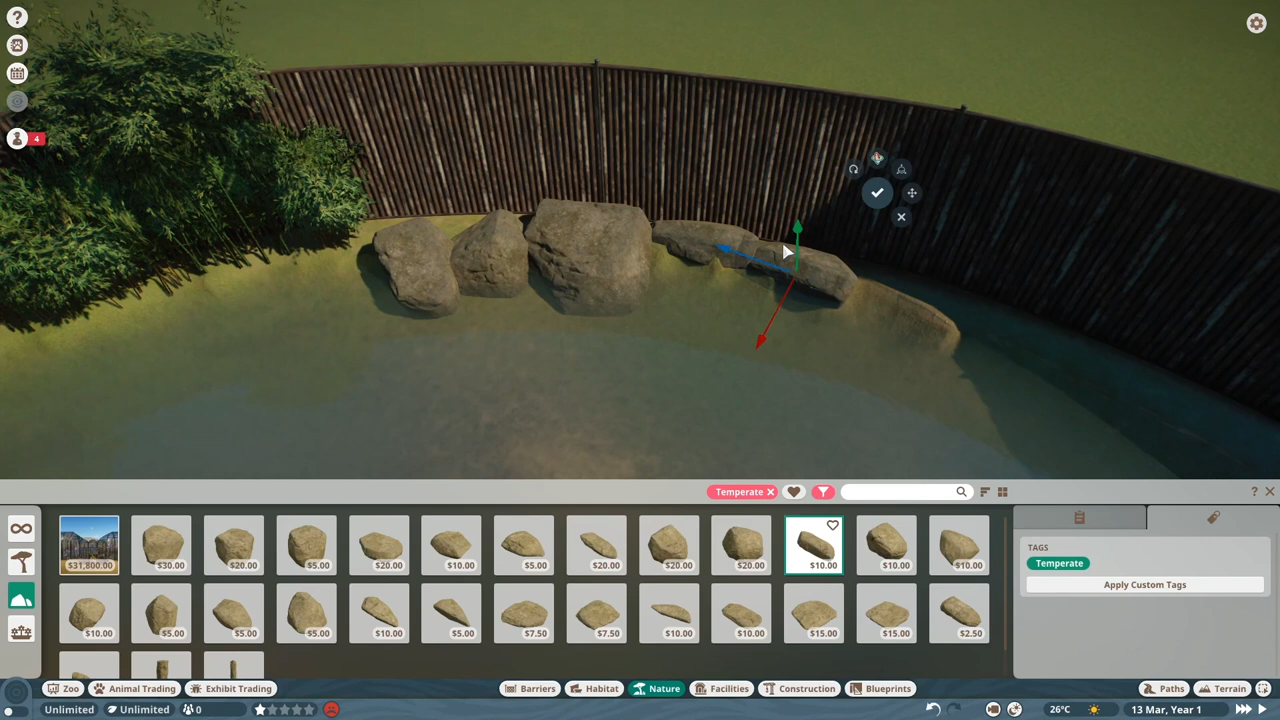 ?
4
Temperate ×
? ×
$31,800.00 $30.00 $20.00 $5.00 $20.00 $10.00 $5.00 $20.00 $20.00 $20.00 $10.00 $10.00 $10.00
$10.00 $5.00 $5.00 $5.00 $10.00 $5.00 $7.50 $7.50 $10.00 $10.00 $15.00 $15.00 $2.50
TAGS
Temperate
Apply Custom Tags
Zoo Animal Trading Exhibit Trading Barriers Habitat Nature Facilities Construction Blueprints Paths Terrain
Unlimited Unlimited 0 26°C 13 Mar, Year 1